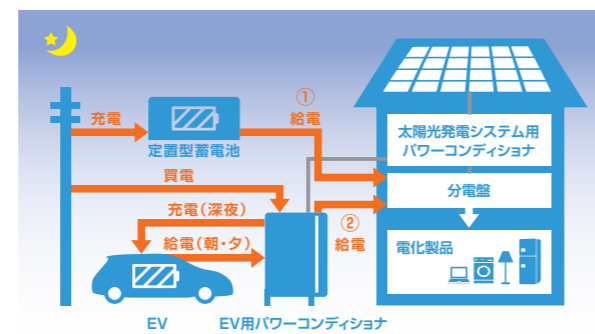 充電
定置型蓄電池
①
給電
買電
充電(深夜)
給電(朝・夕)
②
給電
EV
EV用パワーコンディショナ
太陽光発電システム用
パワーコンディショナ
分電盤
電化製品